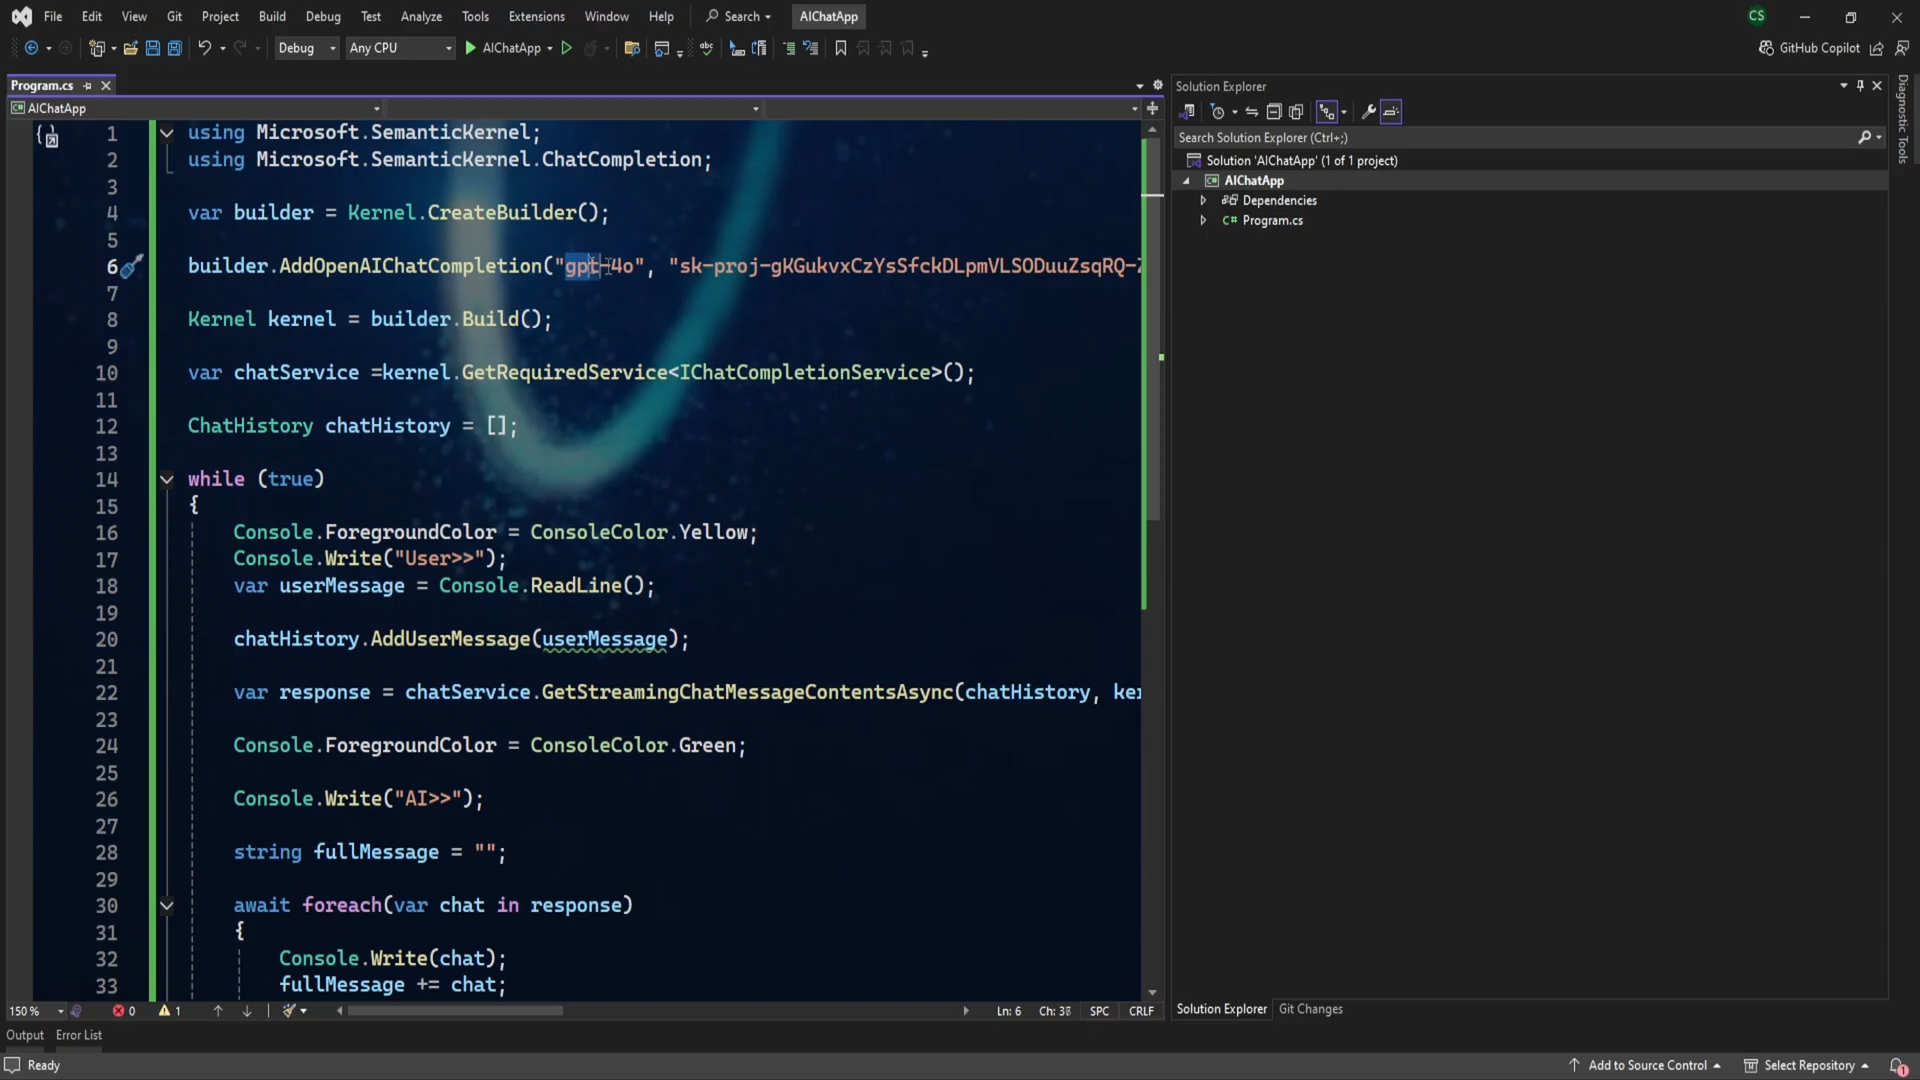 File Edit View Git Project Build Debug Test Analyze Tools Extensions Window Help Search AIChatApp CS
Debug Any CPU AIChatApp GitHub Copilot
Program.cs
AIChatApp
1 using Microsoft.SemanticKernel;
2 using Microsoft.SemanticKernel.ChatCompletion;
3
4 var builder = Kernel.CreateBuilder();
5
6 builder.AddOpenAIChatCompletion("gpt-4o", "sk-proj-gKGukvxCzYsSfckDLpmVLSODuuZsqRQ-Z
7
8 Kernel kernel = builder.Build();
9
10 var chatService =kernel.GetRequiredService<IChatCompletionService>();
11
12 ChatHistory chatHistory = [];
13
14 while (true)
15 {
16 Console.ForegroundColor = ConsoleColor.Yellow;
17 Console.Write("User>>");
18 var userMessage = Console.ReadLine();
19
20 chatHistory.AddUserMessage(userMessage);
21
22 var response = chatService.GetStreamingChatMessageContentsAsync(chatHistory, ker
23
24 Console.ForegroundColor = ConsoleColor.Green;
25
26 Console.Write("AI>>");
27
28 string fullMessage = "";
29
30 await foreach(var chat in response)
31 {
32 Console.Write(chat);
33 fullMessage += chat;
150 % 0 1 Ln: 6 SPC CRLF
Output Error List
Ready
Solution Explorer
Search Solution Explorer (Ctrl+;)
Solution 'AIChatApp' (1 of 1 project)
AIChatApp
Dependencies
C# Program.cs
Solution Explorer Git Changes
Add to Source Control Select Repository 1
Diagnostic Tools